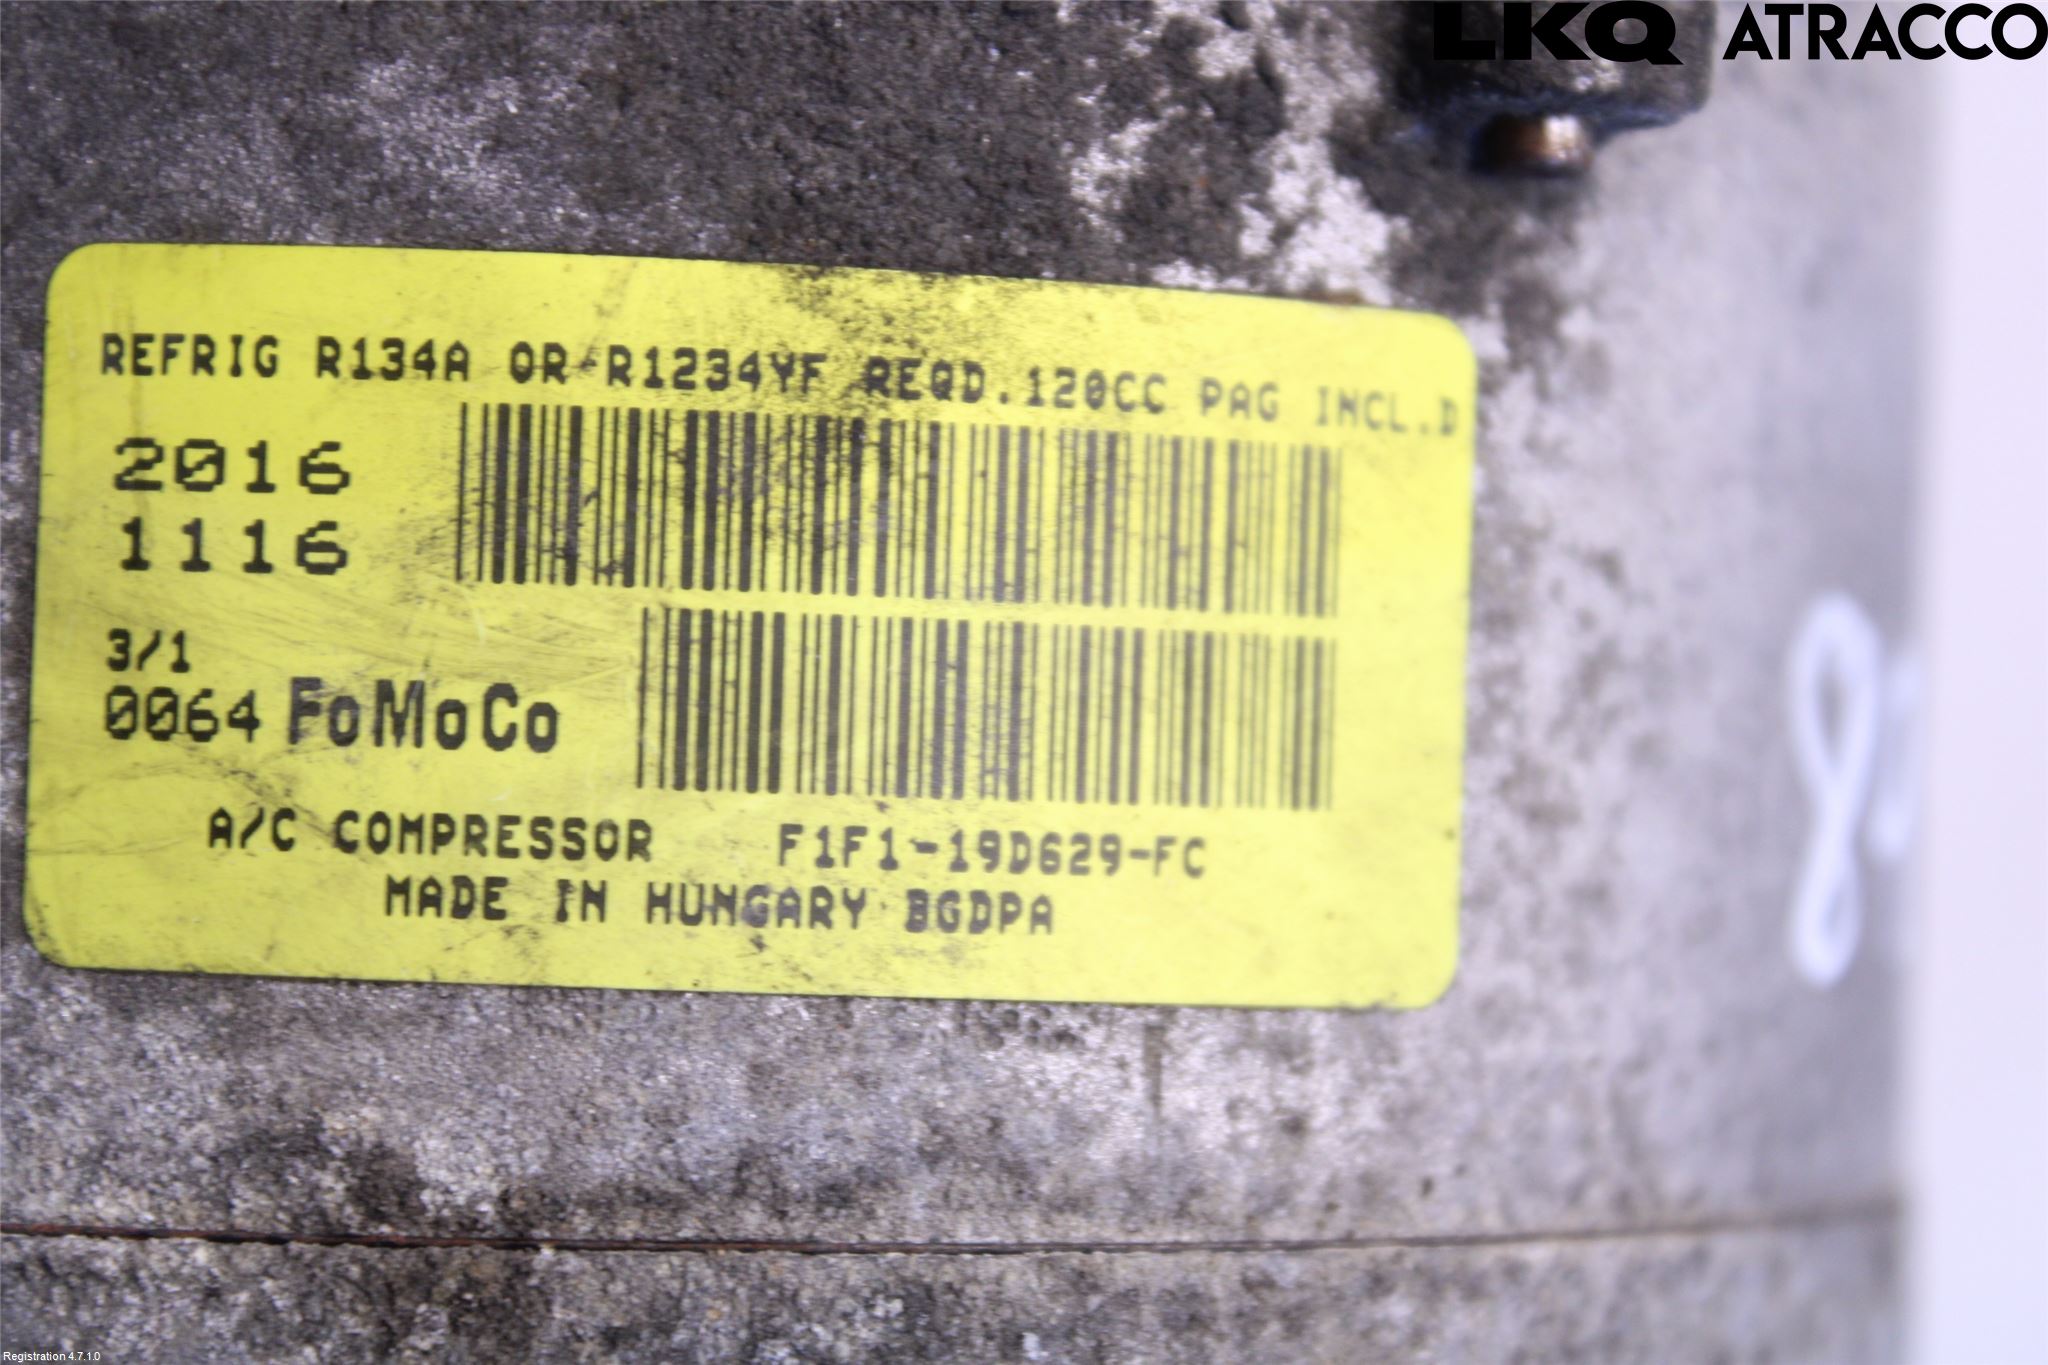 LKQ ATRACCO
REFRIG R134A OR R1234YF REQD.120CC PAG INCL.D
2016
1116
3/1
0064 FoMoCo
A/C COMPRESSOR F1F1-19D629-FC
MADE IN HUNGARY BGDPA
8
Registration 4.7.1.0